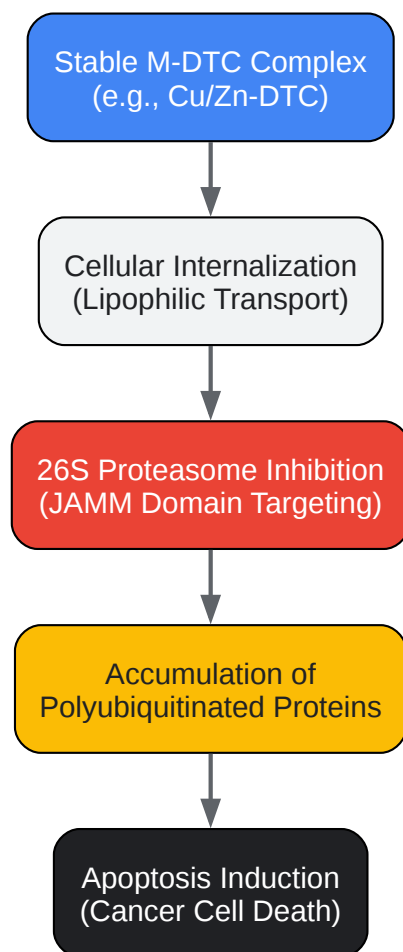 Stable M-DTC Complex
(e.g., Cu/Zn-DTC)
Cellular Internalization
(Lipophilic Transport)
26S Proteasome Inhibition
(JAMM Domain Targeting)
Accumulation of
Polyubiquitinated Proteins
Apoptosis Induction
(Cancer Cell Death)